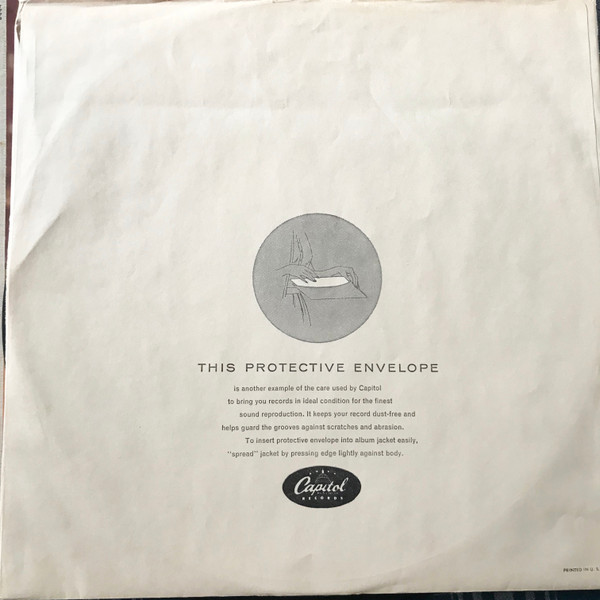 THIS PROTECTIVE ENVELOPE
is another example of the care used by Capitol
to bring you records in ideal condition for the finest
sound reproduction. It keeps your record dust-free and
helps guard the grooves against scratches and abrasion.
To insert protective envelope into album jacket easily,
"spread" jacket by pressing edge lightly against body.
Capitol
RECORDS
PRINTED IN U. S.